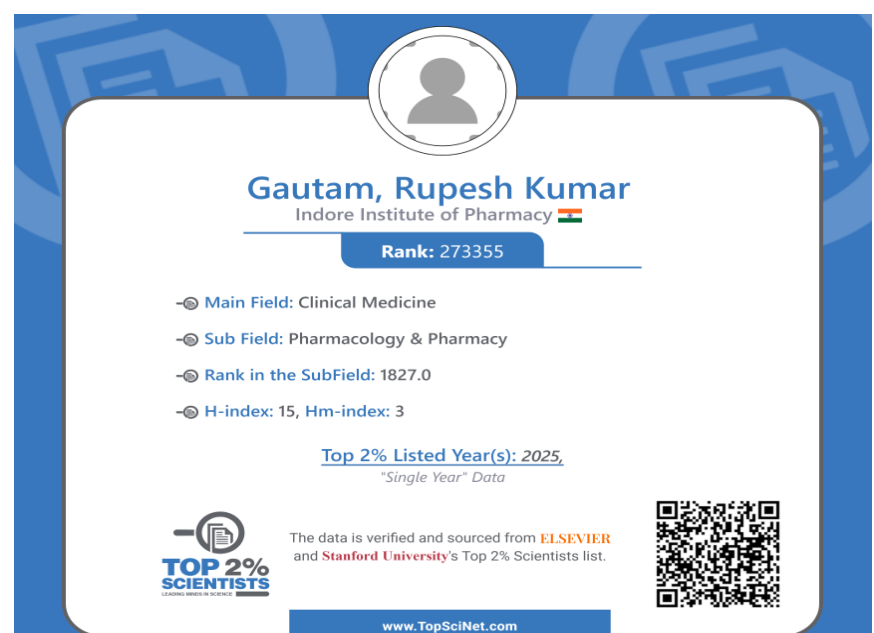 Gautam, Rupesh Kumar
Indore Institute of Pharmacy
Rank: 273355
Main Field: Clinical Medicine
Sub Field: Pharmacology & Pharmacy
Rank in the SubField: 1827.0
H-index: 15, Hm-index: 3
Top 2% Listed Year(s): 2025,
"Single Year" Data
The data is verified and sourced from ELSEVIER
and Stanford University's Top 2% Scientists list.
TOP 2%
SCIENTISTS
LEADING MINDS IN SCIENCE
www.TopSciNet.com